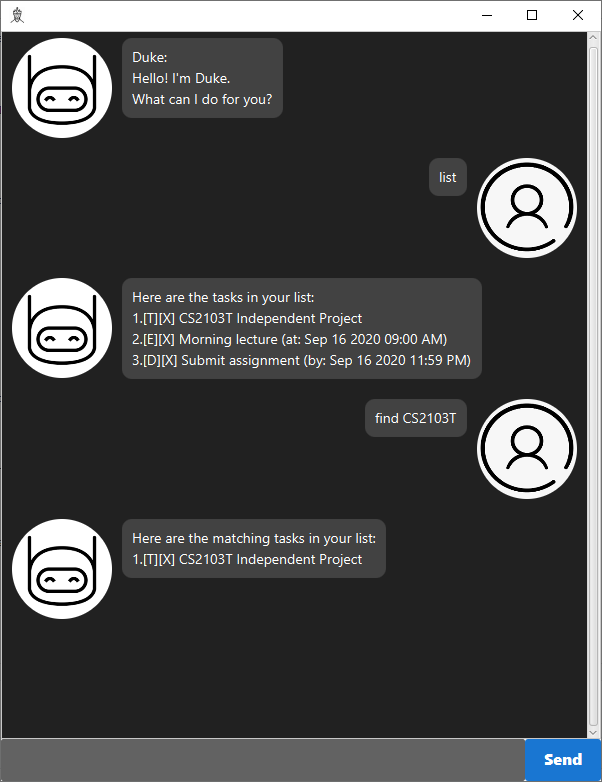 Duke:
Hello! I'm Duke.
What can I do for you?
list
Here are the tasks in your list:
1.[T][X] CS2103T Independent Project
2.[E][X] Morning lecture (at: Sep 16 2020 09:00 AM)
3.[D][X] Submit assignment (by: Sep 16 2020 11:59 PM)
find CS2103T
Here are the matching tasks in your list:
1.[T][X] CS2103T Independent Project
Send